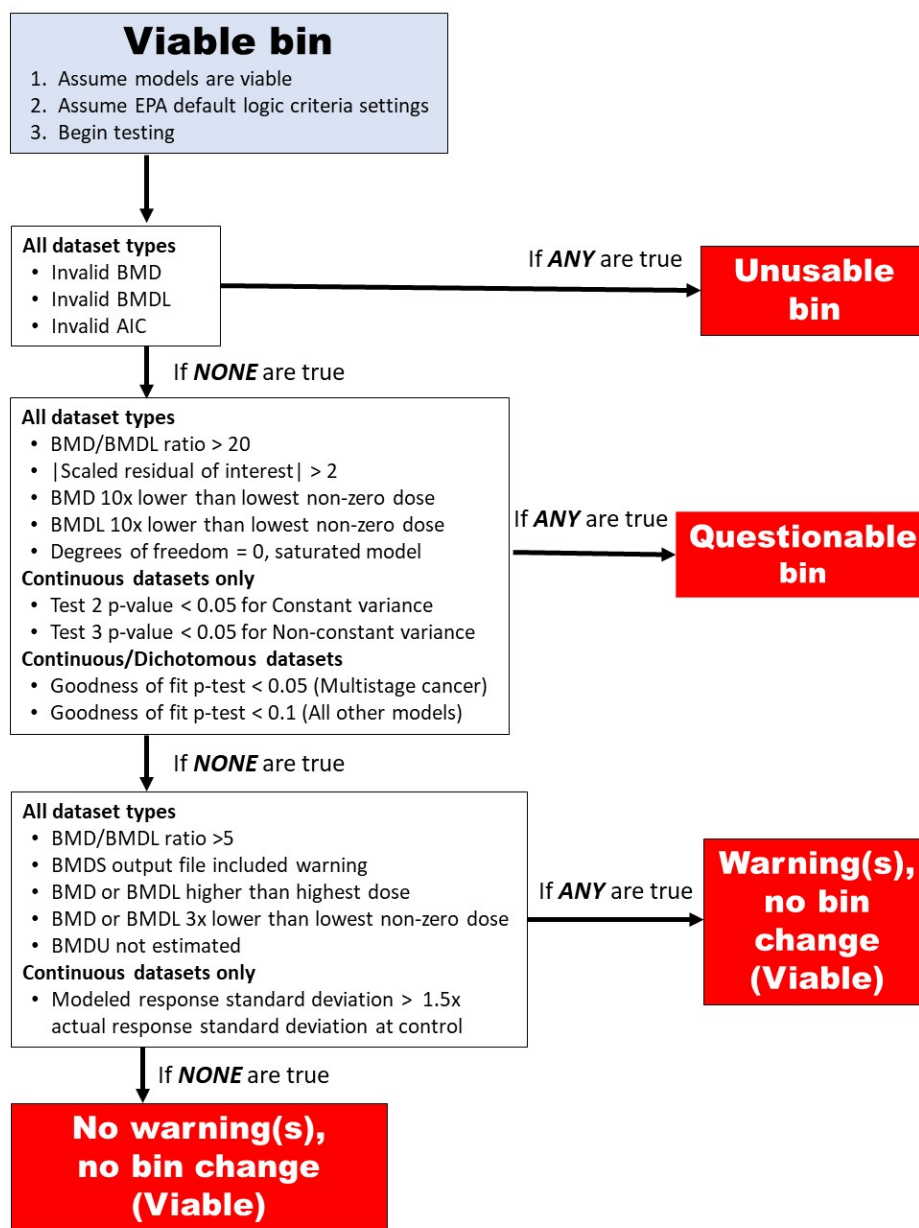 Viable bin
1. Assume models are viable
2. Assume EPA default logic criteria settings
3. Begin testing
All dataset types
• Invalid BMD
• Invalid BMDL
• Invalid AIC
If ANY are true
Unusable
bin
If NONE are true
All dataset types
• BMD/BMDL ratio > 20
• |Scaled residual of interest| > 2
• BMD 10x lower than lowest non-zero dose
• BMDL 10x lower than lowest non-zero dose
• Degrees of freedom = 0, saturated model
Continuous datasets only
• Test 2 p-value < 0.05 for Constant variance
• Test 3 p-value < 0.05 for Non-constant variance
Continuous/Dichotomous datasets
• Goodness of fit p-test < 0.05 (Multistage cancer)
• Goodness of fit p-test < 0.1 (All other models)
If ANY are true
Questionable
bin
If NONE are true
All dataset types
• BMD/BMDL ratio >5
• BMDS output file included warning
• BMD or BMDL higher than highest dose
• BMD or BMDL 3x lower than lowest non-zero dose
• BMDU not estimated
Continuous datasets only
• Modeled response standard deviation > 1.5x
actual response standard deviation at control
If ANY are true
Warning(s),
no bin
change
(Viable)
If NONE are true
No warning(s),
no bin change
(Viable)